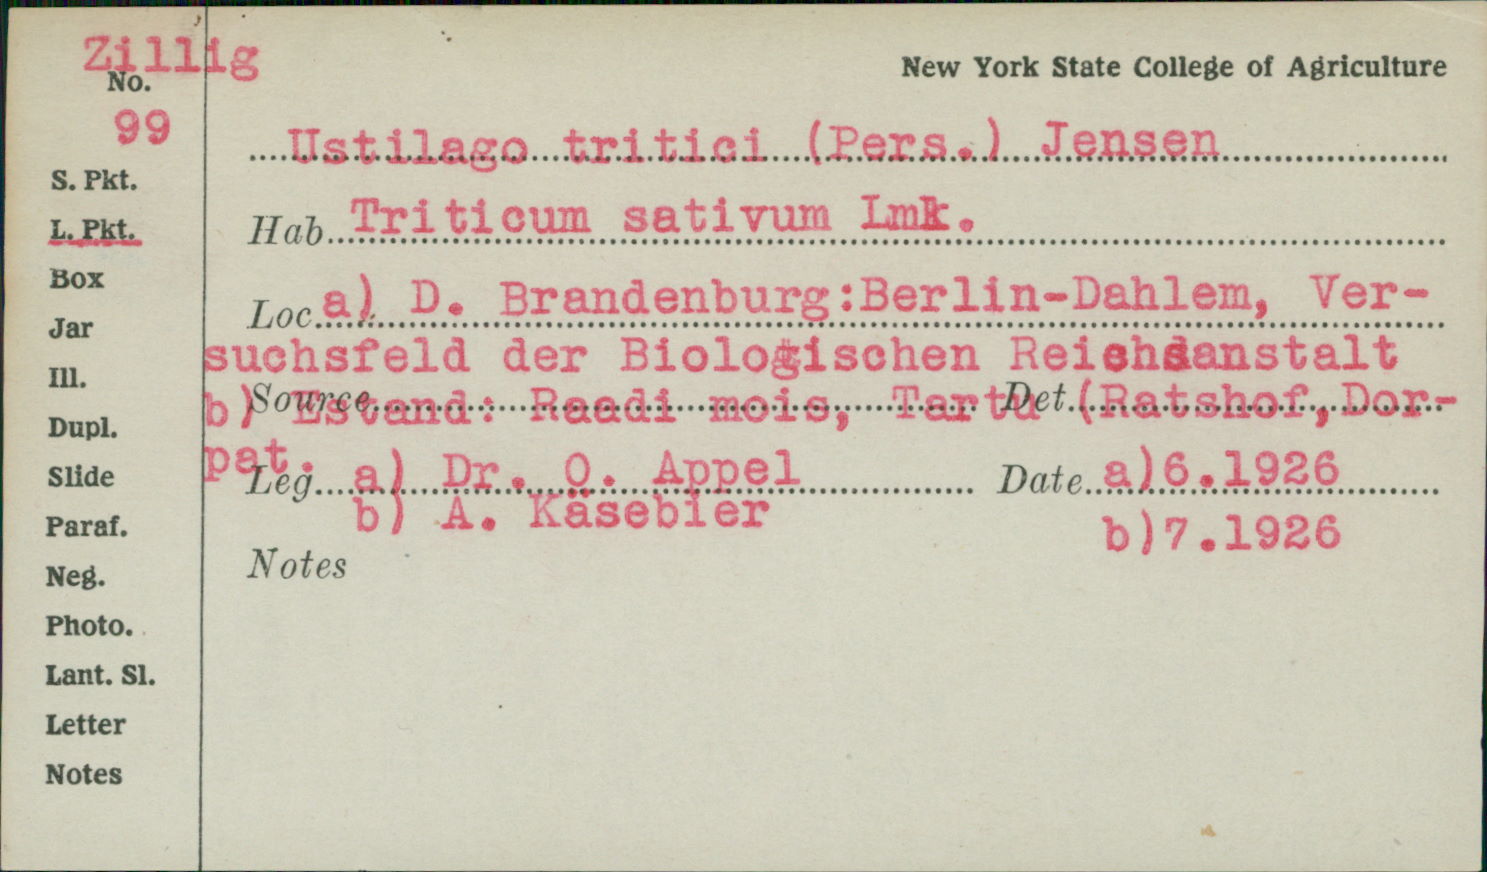 Zillig
No.
99
New York State College of Agriculture
Ustilago tritici (Pers.) Jensen
S. Pkt.
L. Pkt.
Box
Jar
Ill.
Dupl.
Slide
Paraf.
Neg.
Photo.
Lant. Sl.
Letter
Notes
Hab. Triticum sativum Lmk.
Loc. a) D. Brandenburg:Berlin-Dahlem, Ver-
suchsfeld der Biologischen Reichsanstalt
Source Det.
b) Estand: Raadi mois, Tartu (Ratshof,Dor-
pat.
Leg. a) Dr. O. Appel Date a)6.1926
b) A. Käsebier b)7.1926
Notes